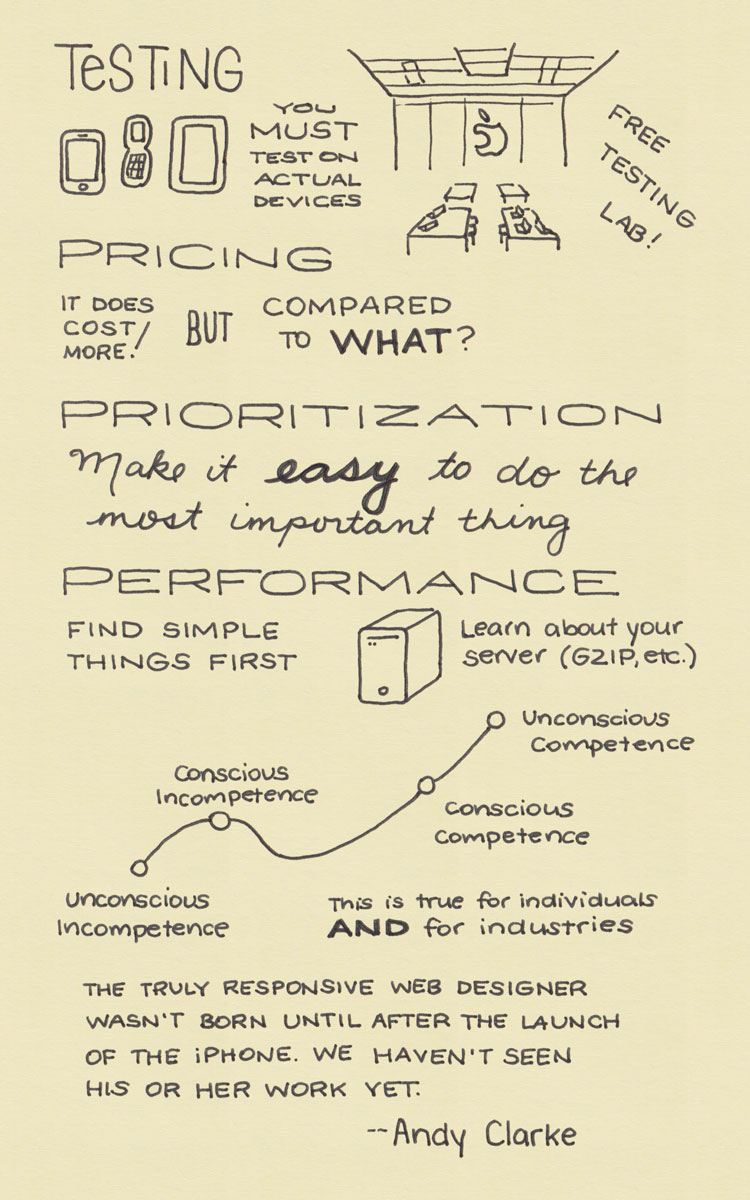 TESTING
YOU
MUST
TEST ON
ACTUAL
DEVICES
FREE
TESTING
LAB!
PRICING
IT DOES
COST
MORE!
BUT
COMPARED
TO WHAT?
PRIORITIZATION
Make it easy to do the
most important thing
PERFORMANCE
FIND SIMPLE
THINGS FIRST
Learn about your
server (GZIP, etc.)
Unconscious
Competence
Conscious
Incompetence
Conscious
Competence
Unconscious
Incompetence
This is true for individuals
AND for industries
THE TRULY RESPONSIVE WEB DESIGNER
WASN'T BORN UNTIL AFTER THE LAUNCH
OF THE iPHONE. WE HAVEN'T SEEN
HIS OR HER WORK YET.
--Andy Clarke